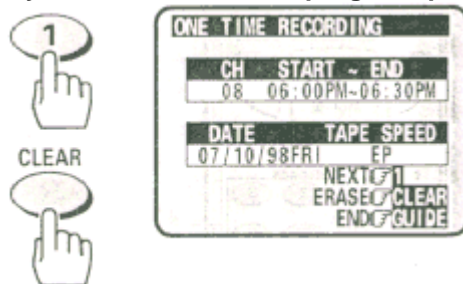 1
CLEAR
ONE TIME RECORDING
CH START ~ END
08 06:00PM~06:30PM
DATE TAPE SPEED
07/10/98FRI EP
NEXT☞1
ERASE☞CLEAR
END☞GUIDE